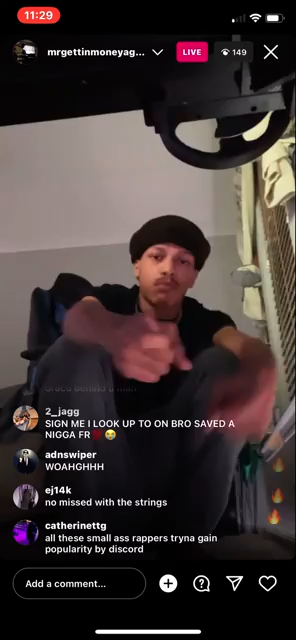 11:29
mrgettinmoneyag...
LIVE
149
2_jagg
SIGN ME I LOOK UP TO ON BRO SAVED A
NIGGA FR❤️😭
adnswiper
WOAHGHHH
ej14k
no missed with the strings
catherinettg
all these small ass rappers tryna gain
popularity by discord
Add a comment...